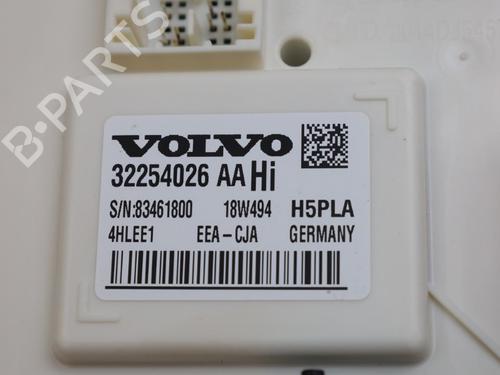 B-PARTS
VOLVO
32254026 AA Hi
S/N:83461800 18W494 H5PLA
4HLEE1 EEA-CJA GERMANY